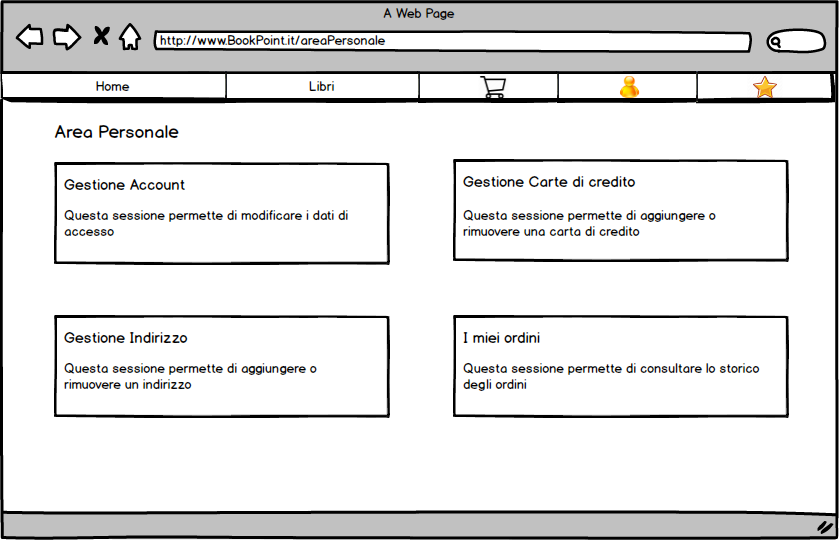 A Web Page
http://www.BookPoint.it/areaPersonale
Home
Libri
Area Personale
Gestione Account
Questa sessione permette di modificare i dati di
accesso
Gestione Carte di credito
Questa sessione permette di aggiungere o
rimuovere una carta di credito
Gestione Indirizzo
Questa sessione permette di aggiungere o
rimuovere un indirizzo
I miei ordini
Questa sessione permette di consultare lo storico
degli ordini